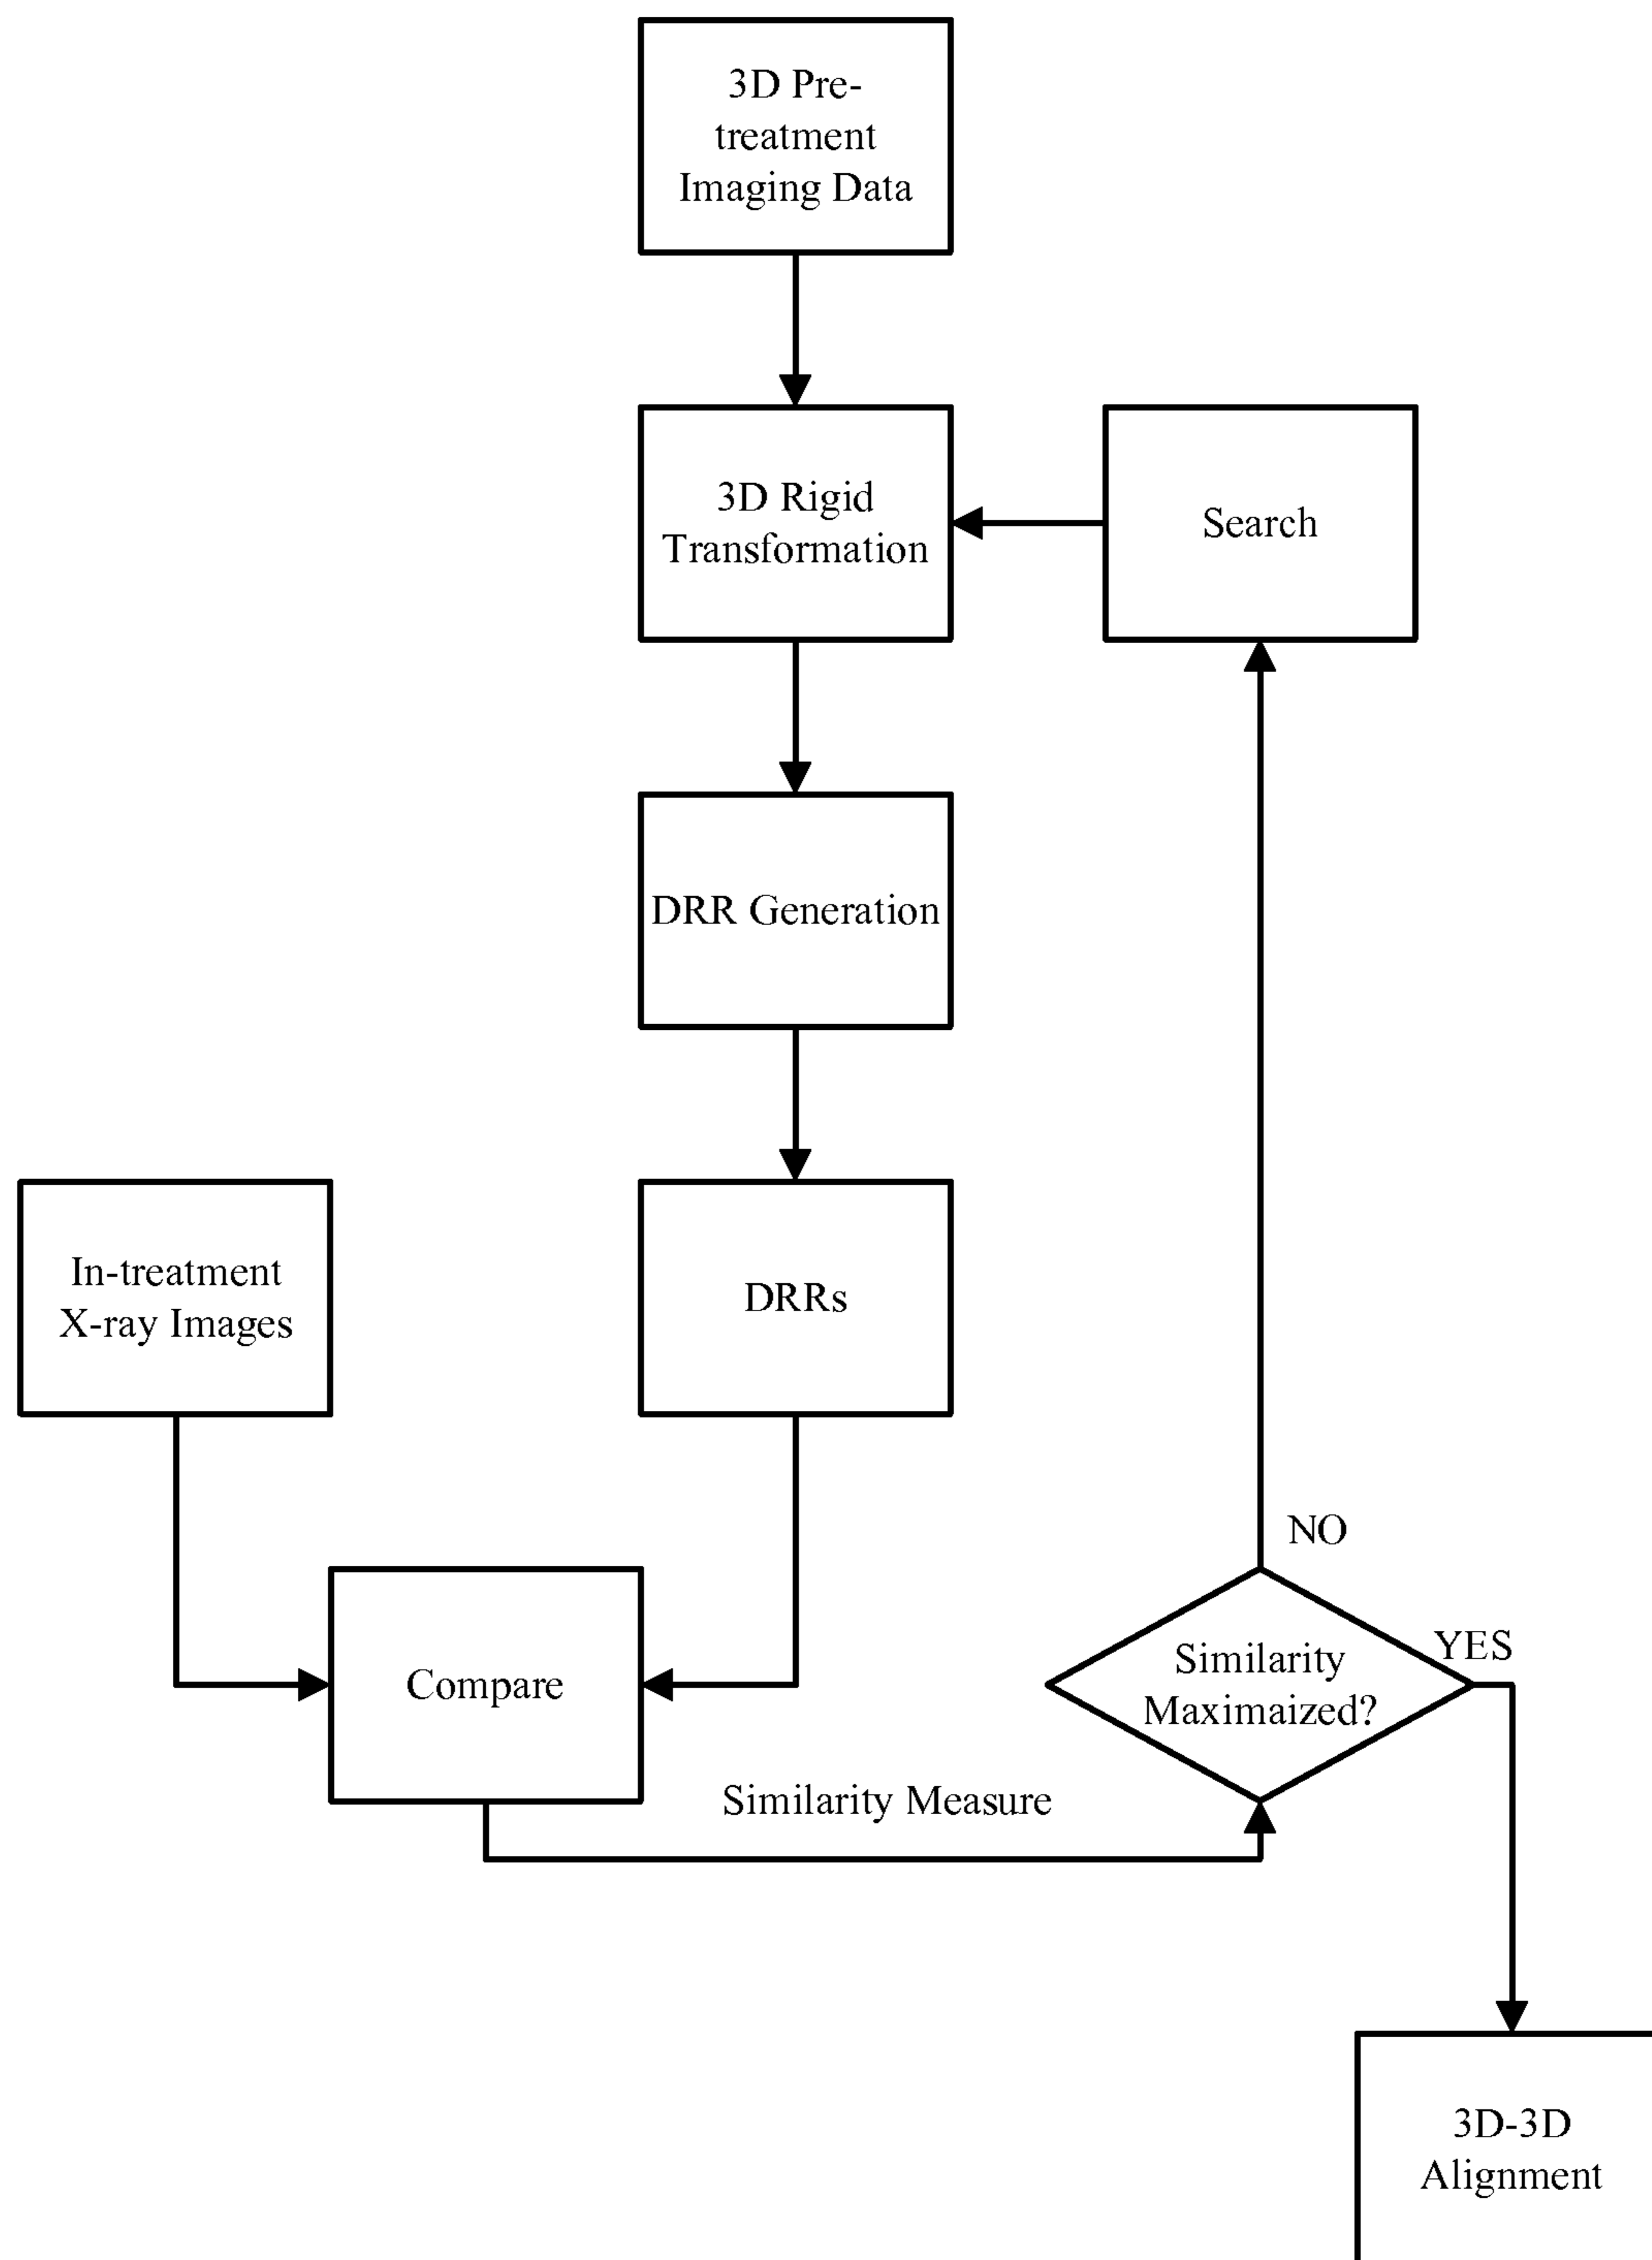 3D Pre-
treatment
Imaging Data
3D Rigid
Transformation
Search
DRR Generation
In-treatment
X-ray Images
DRRs
NO
Compare
Similarity
Maximaized?
YES
Similarity Measure
3D-3D
Alignment